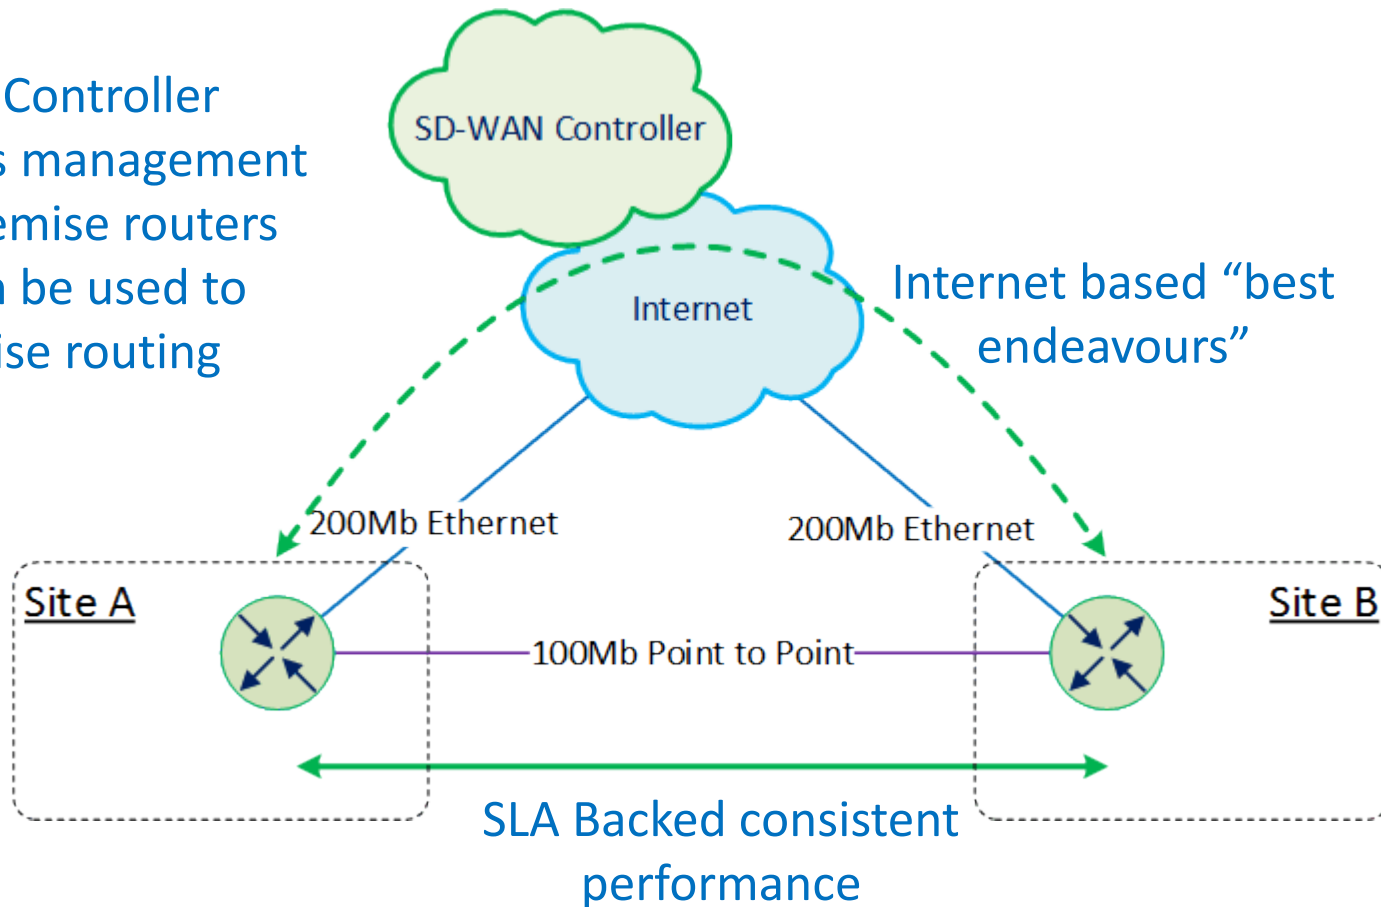 Controller
s management
emise routers
be used to
ise routing
SD-WAN Controller
Internet
Internet based “best
endeavours”
200Mb Ethernet
200Mb Ethernet
Site A
Site B
100Mb Point to Point
SLA Backed consistent
performance